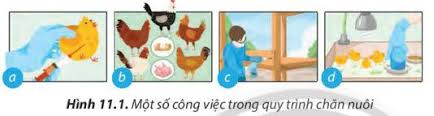 a
b
c
d
Hình 11.1. Một số công việc trong quy trình chăn nuôi